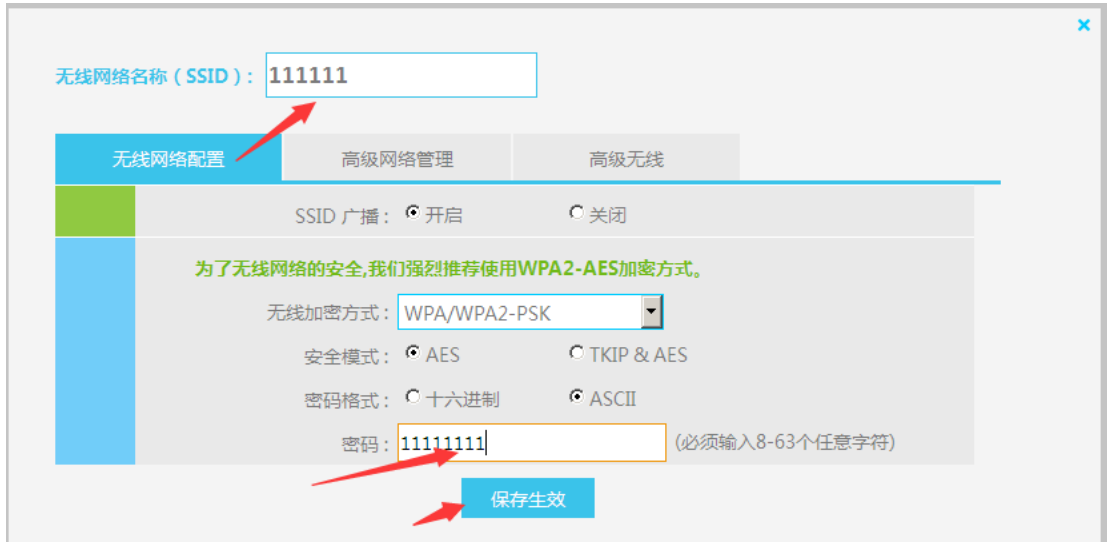 无线网络名称（SSID）: 111111
无线网络配置 高级网络管理 高级无线
SSID 广播: 开启 关闭
为了无线网络的安全,我们强烈推荐使用WPA2-AES加密方式。
无线加密方式: WPA/WPA2-PSK
安全模式: AES TKIP & AES
密码格式: 十六进制 ASCII
密码: 11111111 (必须输入8-63个任意字符)
保存生效